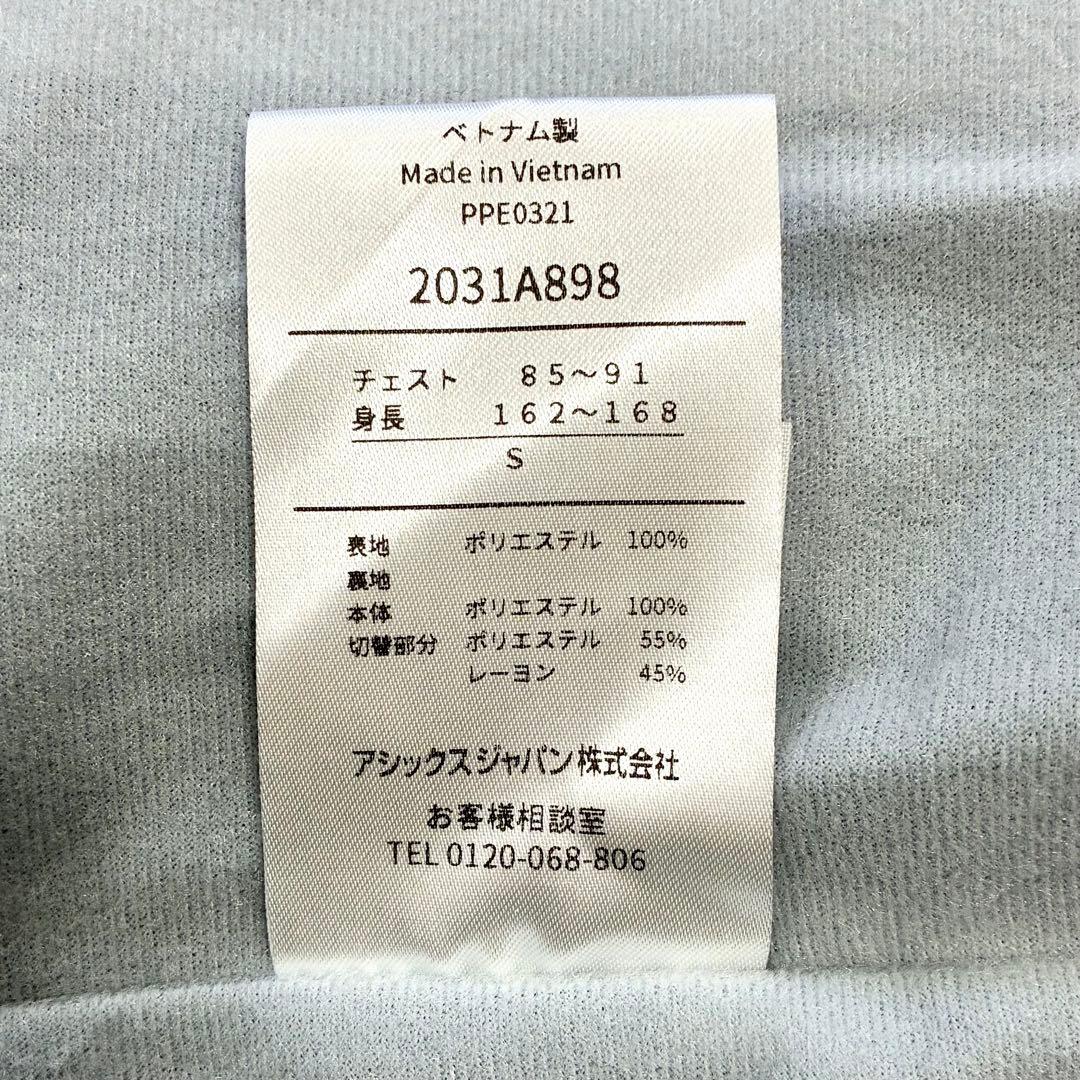 ベトナム製
Made in Vietnam
PPE0321
2031A898
チェスト 85～91
身長 162～168
S
表地 ポリエステル 100%
裏地
本体 ポリエステル 100%
切替部分 ポリエステル 55%
レーヨン 45%
アシックスジャパン株式会社
お客様相談室
TEL 0120-068-806